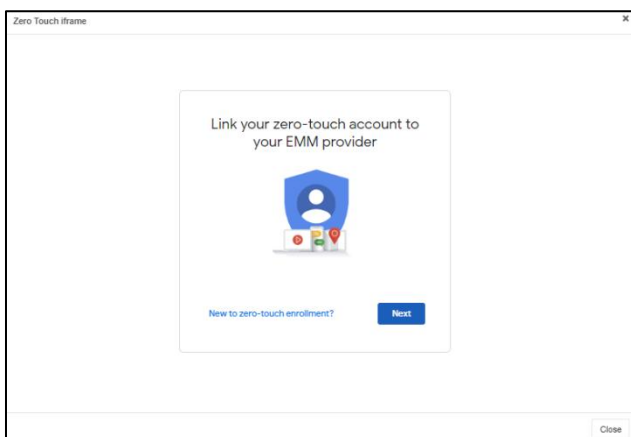 Zero Touch iframe
x
Link your zero-touch account to
your EMM provider
New to zero-touch enrollment?
Next
Close